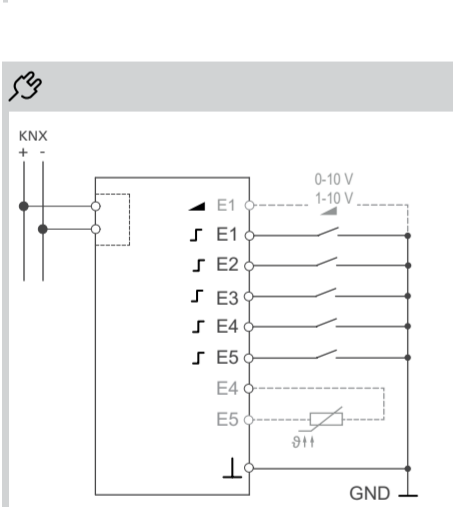 KNX
+ -
0-10 V
1-10 V
E1
E1
E2
E3
E4
E5
E4
E5
ϑ
GND